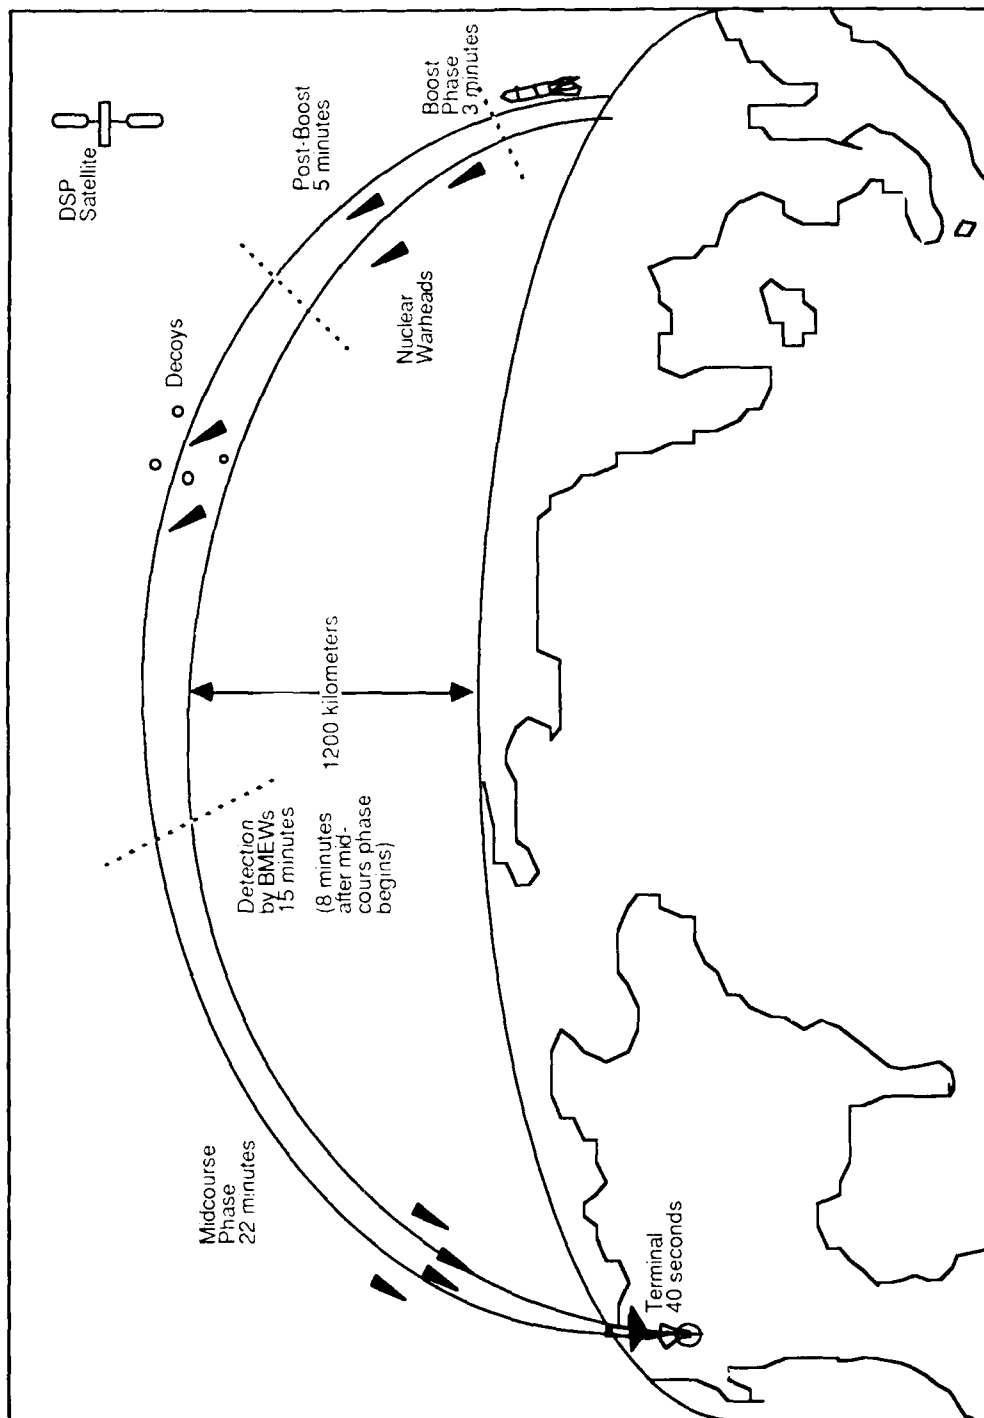 DSP
Satellite
Boost
Phase
3 minutes
Post-Boost
5 minutes
Nuclear
Warheads
Decoys
1200 kilometers
Detection
by BMEWs
15 minutes
(8 minutes
after mid-
cours phase
begins)
Midcourse
Phase
22 minutes
Terminal
40 seconds